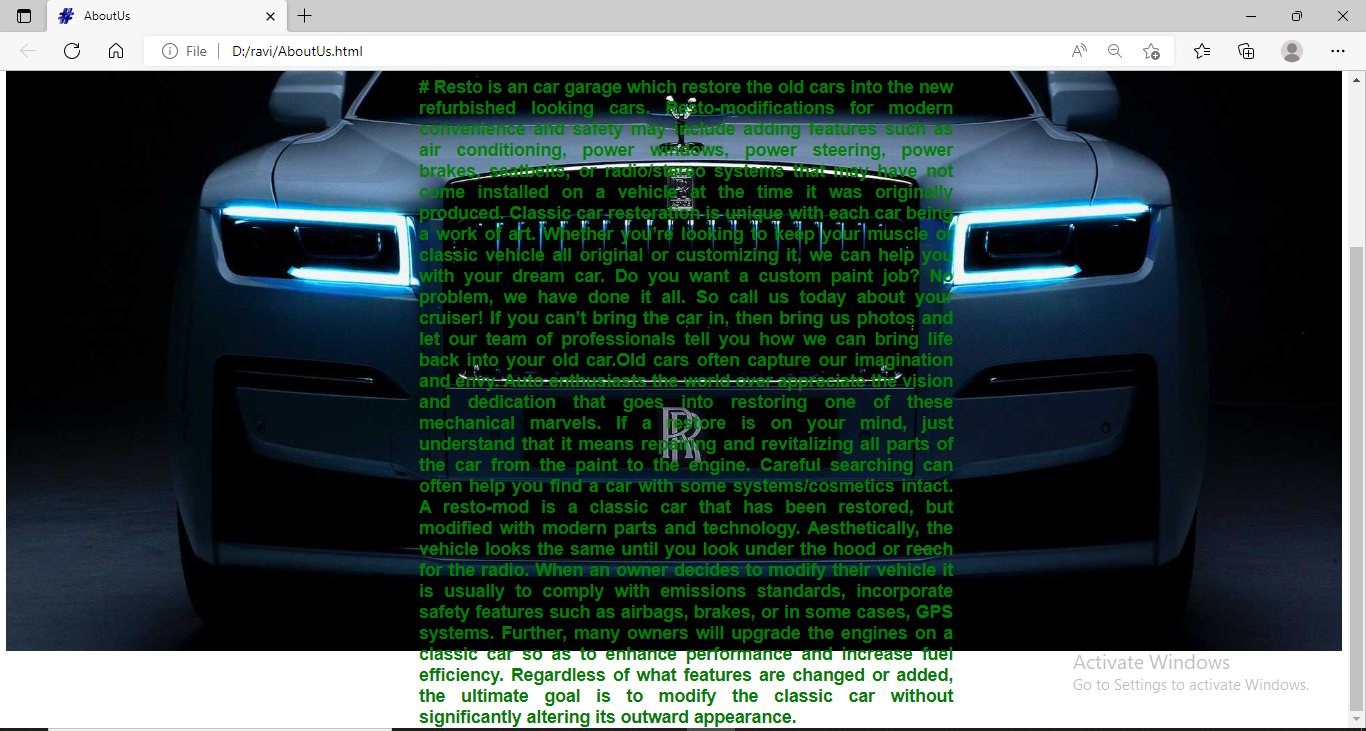 AboutUs
File
D:/ravi/AboutUs.html
# Resto is an car garage which restore the old cars into the new
refurbished looking cars. Resto-modifications for modern
convenience and safety may include adding features such as
air conditioning, power windows, power steering, power
brakes, seatbelts, or radio/stereo systems that may have not
come installed on a vehicle at the time it was originally
produced. Classic car restoration is unique with each car being
a work of art. Whether you're looking to keep your muscle or
classic vehicle all original or customizing it, we can help you
with your dream car. Do you want a custom paint job? No
problem, we have done it all. So call us today about your
cruiser! If you can't bring the car in, then bring us photos and
let our team of professionals tell you how we can bring life
back into your old car.Old cars often capture our imagination
and envy. Auto enthusiasts the world over appreciate the vision
and dedication that goes into restoring one of these
mechanical marvels. If a restore is on your mind, just
understand that it means repairing and revitalizing all parts of
the car from the paint to the engine. Careful searching can
often help you find a car with some systems/cosmetics intact.
A resto-mod is a classic car that has been restored, but
modified with modern parts and technology. Aesthetically, the
vehicle looks the same until you look under the hood or reach
for the radio. When an owner decides to modify their vehicle it
is usually to comply with emissions standards, incorporate
safety features such as airbags, brakes, or in some cases, GPS
systems. Further, many owners will upgrade the engines on a
classic car so as to enhance performance and increase fuel
efficiency. Regardless of what features are changed or added,
the ultimate goal is to modify the classic car without
significantly altering its outward appearance.
Activate Windows
Go to Settings to activate Windows.